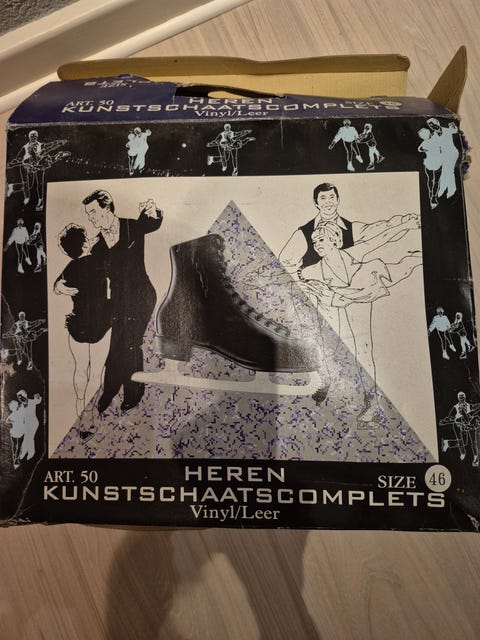 ART. 50
HEREN
KUNSTSCHAATSCOMPLETS
Vinyl/Leer
ART. 50
HEREN
SIZE 46
KUNSTSCHAATSCOMPLETS
Vinyl/Leer